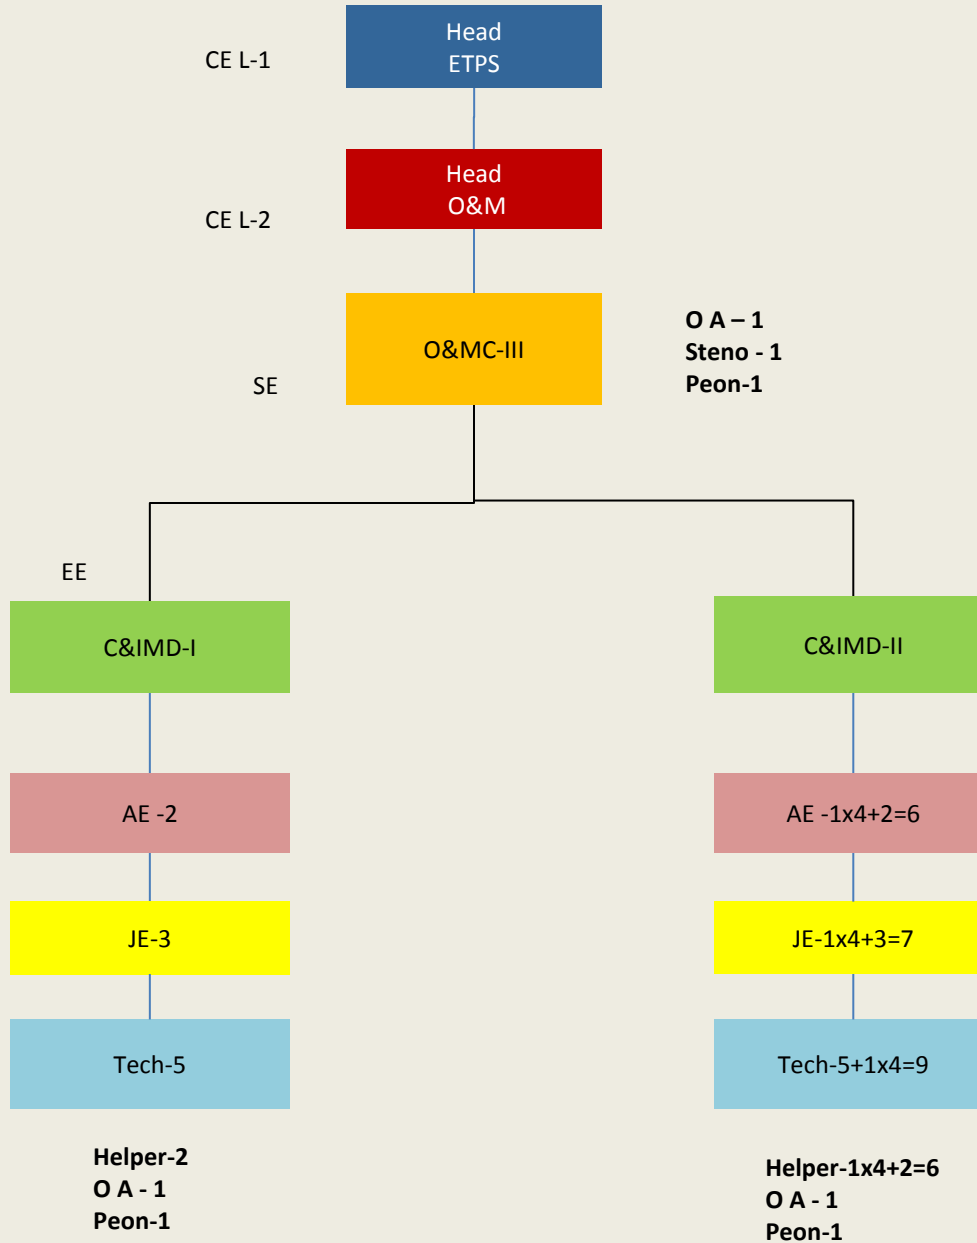 Head
ETPS
CE L-1
Head
O&M
CE L-2
O&MC-III
SE
O A – 1
Steno - 1
Peon-1
EE
C&IMD-I
C&IMD-II
AE -2
AE -1x4+2=6
JE-3
JE-1x4+3=7
Tech-5
Tech-5+1x4=9
Helper-2
O A - 1
Peon-1
Helper-1x4+2=6
O A - 1
Peon-1